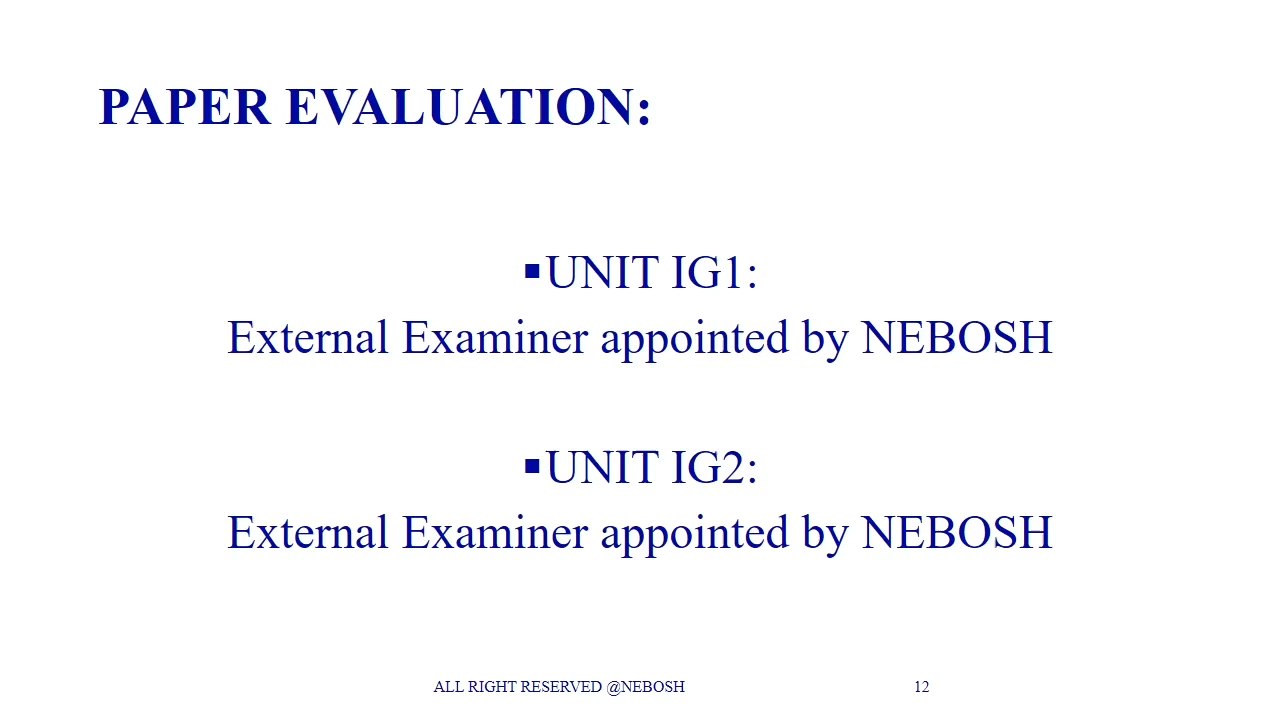 PAPER EVALUATION:
▪UNIT IG1:
External Examiner appointed by NEBOSH
▪UNIT IG2:
External Examiner appointed by NEBOSH
ALL RIGHT RESERVED @NEBOSH 12